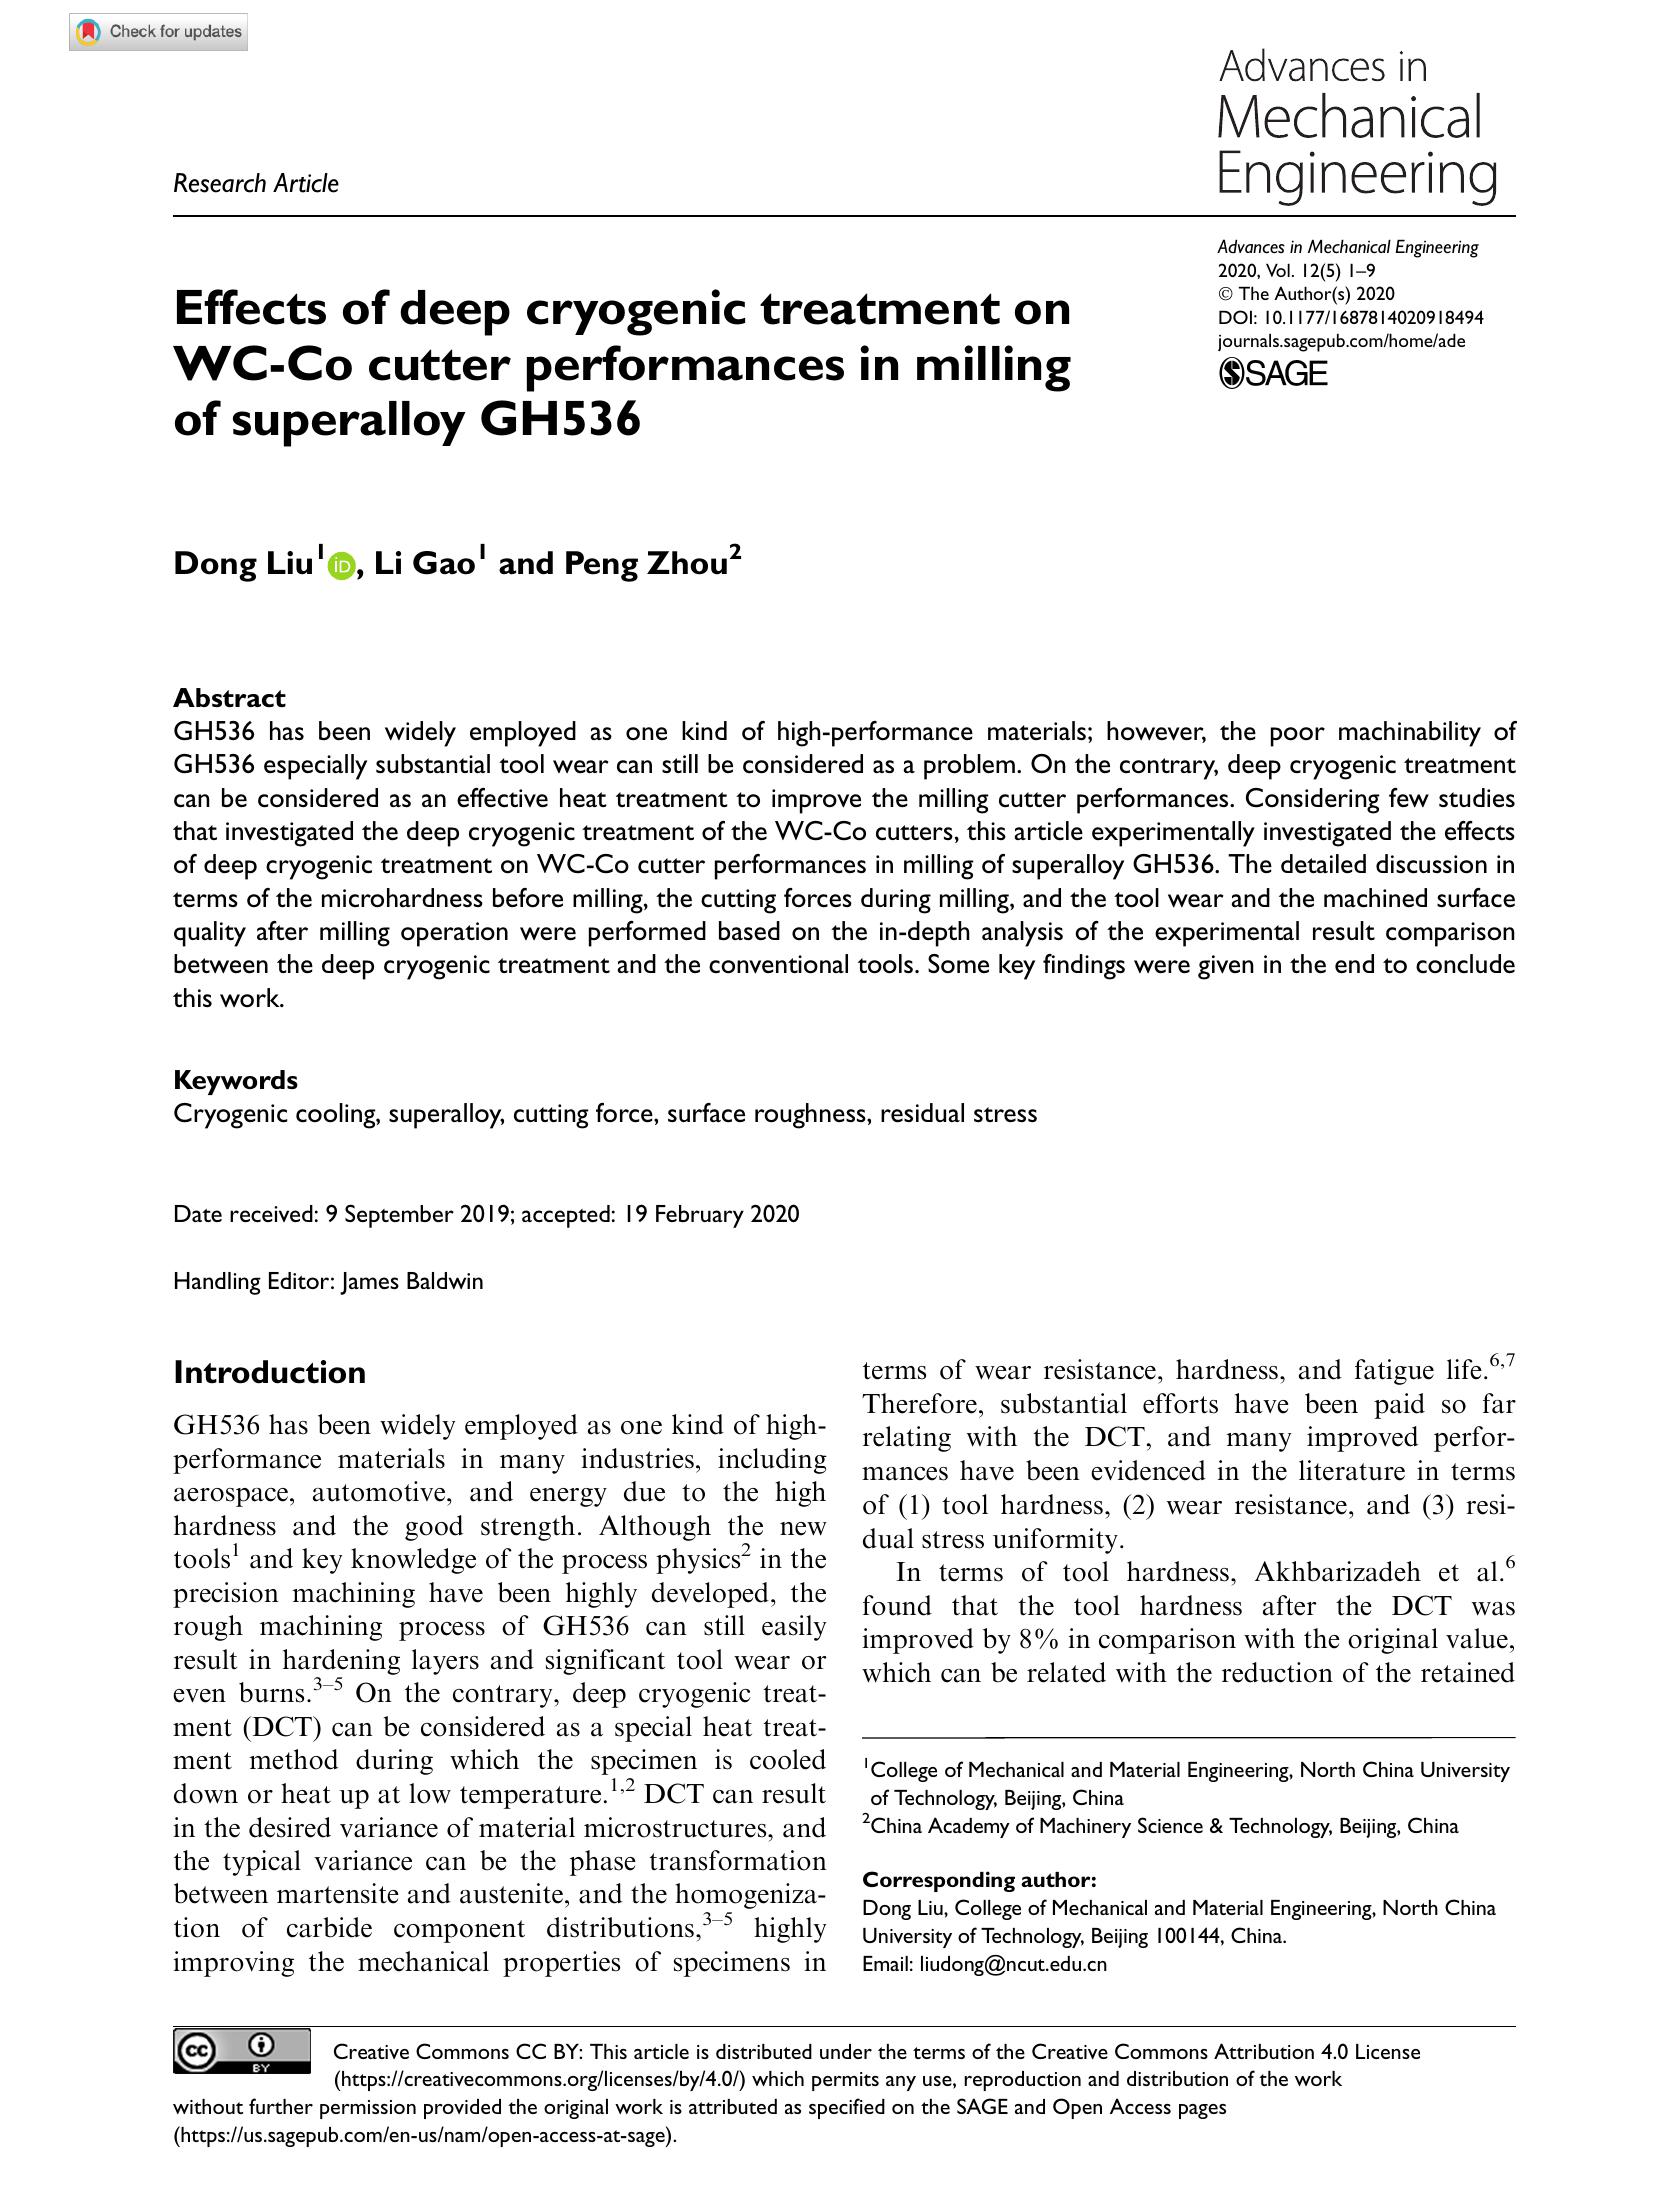 Check for updates
Advances in
Mechanical
Engineering
Research Article
Advances in Mechanical Engineering
2020, Vol. 12(5) 1–9
© The Author(s) 2020
DOI: 10.1177/1687814020918494
journals.sagepub.com/home/ade
SAGE
Effects of deep cryogenic treatment on
WC-Co cutter performances in milling
of superalloy GH536
Dong Liu1 iD, Li Gao1 and Peng Zhou2
Abstract
GH536 has been widely employed as one kind of high-performance materials; however, the poor machinability of
GH536 especially substantial tool wear can still be considered as a problem. On the contrary, deep cryogenic treatment
can be considered as an effective heat treatment to improve the milling cutter performances. Considering few studies
that investigated the deep cryogenic treatment of the WC-Co cutters, this article experimentally investigated the effects
of deep cryogenic treatment on WC-Co cutter performances in milling of superalloy GH536. The detailed discussion in
terms of the microhardness before milling, the cutting forces during milling, and the tool wear and the machined surface
quality after milling operation were performed based on the in-depth analysis of the experimental result comparison
between the deep cryogenic treatment and the conventional tools. Some key findings were given in the end to conclude
this work.
Keywords
Cryogenic cooling, superalloy, cutting force, surface roughness, residual stress
Date received: 9 September 2019; accepted: 19 February 2020
Handling Editor: James Baldwin
Introduction
GH536 has been widely employed as one kind of high-
performance materials in many industries, including
aerospace, automotive, and energy due to the high
hardness and the good strength. Although the new
tools1 and key knowledge of the process physics2 in the
precision machining have been highly developed, the
rough machining process of GH536 can still easily
result in hardening layers and significant tool wear or
even burns.3–5 On the contrary, deep cryogenic treat-
ment (DCT) can be considered as a special heat treat-
ment method during which the specimen is cooled
down or heat up at low temperature.1,2 DCT can result
in the desired variance of material microstructures, and
the typical variance can be the phase transformation
between martensite and austenite, and the homogeniza-
tion of carbide component distributions,3–5 highly
improving the mechanical properties of specimens in
terms of wear resistance, hardness, and fatigue life.6,7
Therefore, substantial efforts have been paid so far
relating with the DCT, and many improved perfor-
mances have been evidenced in the literature in terms
of (1) tool hardness, (2) wear resistance, and (3) resi-
dual stress uniformity.
In terms of tool hardness, Akhbarizadeh et al.6
found that the tool hardness after the DCT was
improved by 8% in comparison with the original value,
which can be related with the reduction of the retained
1College of Mechanical and Material Engineering, North China University
of Technology, Beijing, China
2China Academy of Machinery Science & Technology, Beijing, China
Corresponding author:
Dong Liu, College of Mechanical and Material Engineering, North China
University of Technology, Beijing 100144, China.
Email: liudong@ncut.edu.cn
cc BY
Creative Commons CC BY: This article is distributed under the terms of the Creative Commons Attribution 4.0 License
(https://creativecommons.org/licenses/by/4.0/) which permits any use, reproduction and distribution of the work
without further permission provided the original work is attributed as specified on the SAGE and Open Access pages
(https://us.sagepub.com/en-us/nam/open-access-at-sage).